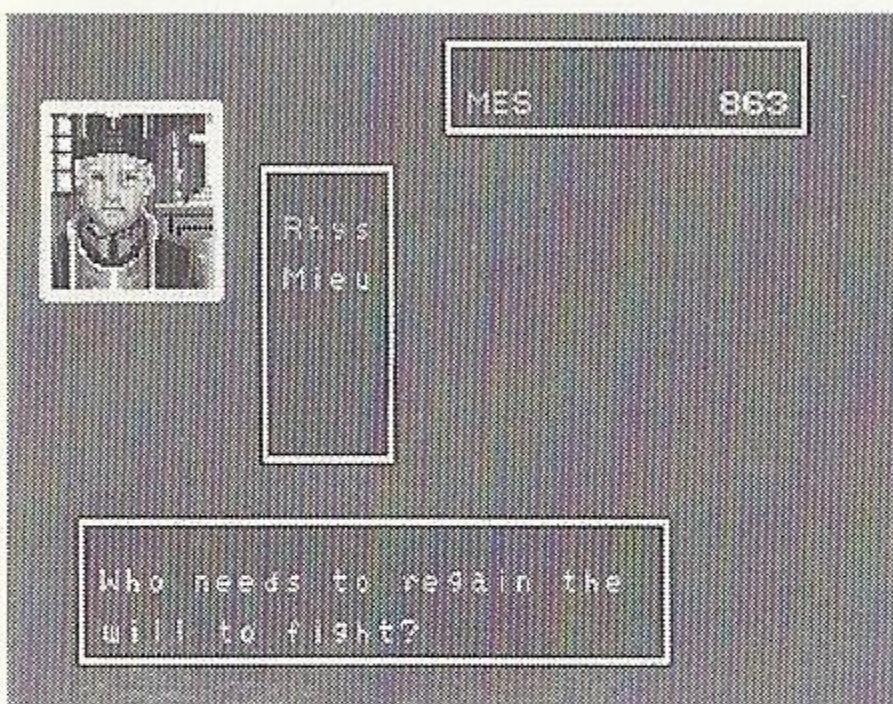 MES 863
Rhys
Mieu
Who needs to regain the
will to fight?